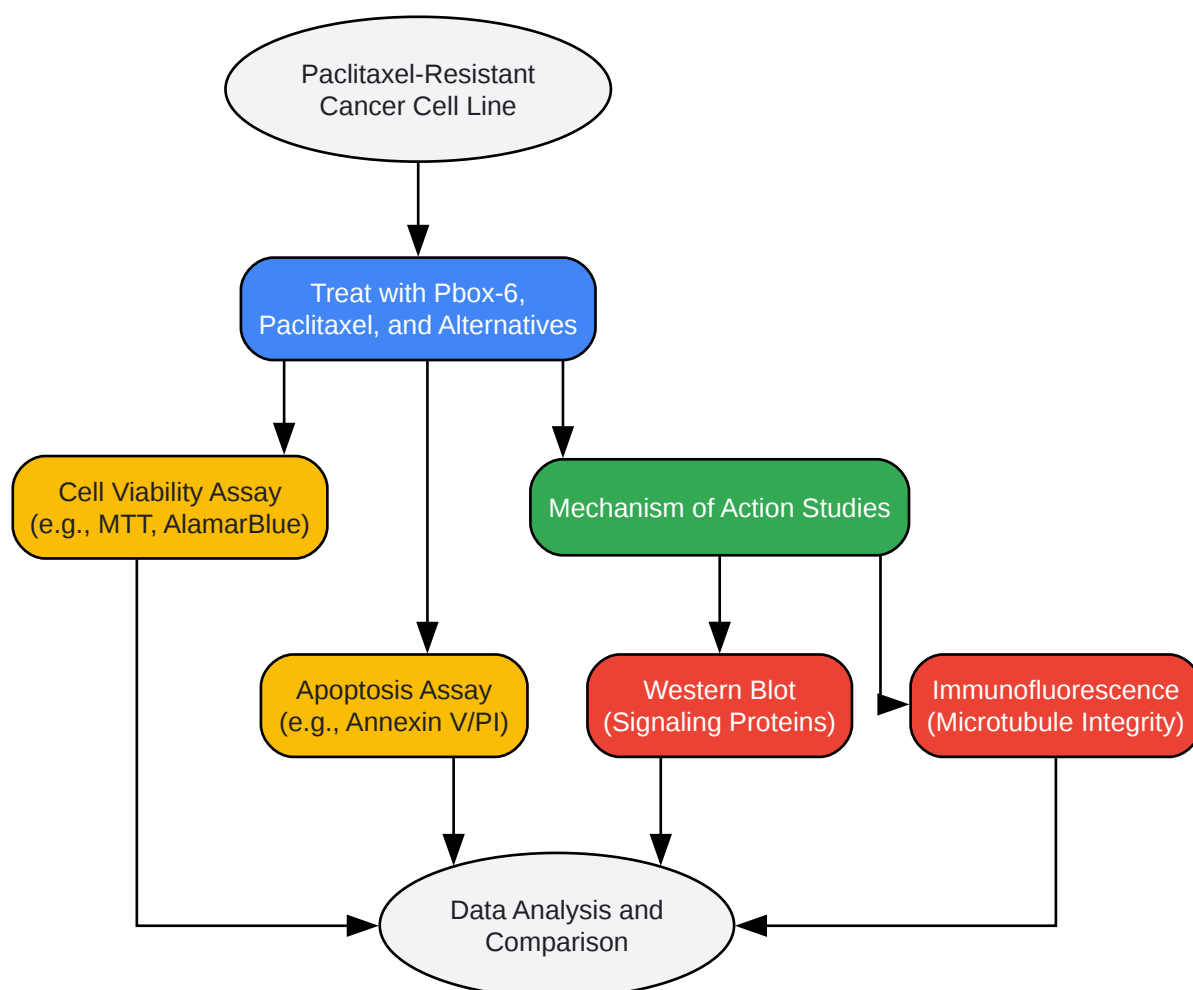 Paclitaxel-Resistant
Cancer Cell Line
Treat with Pbox-6,
Paclitaxel, and Alternatives
Cell Viability Assay
(e.g., MTT, AlamarBlue)
Mechanism of Action Studies
Apoptosis Assay
(e.g., Annexin V/PI)
Western Blot
(Signaling Proteins)
Immunofluorescence
(Microtubule Integrity)
Data Analysis and
Comparison